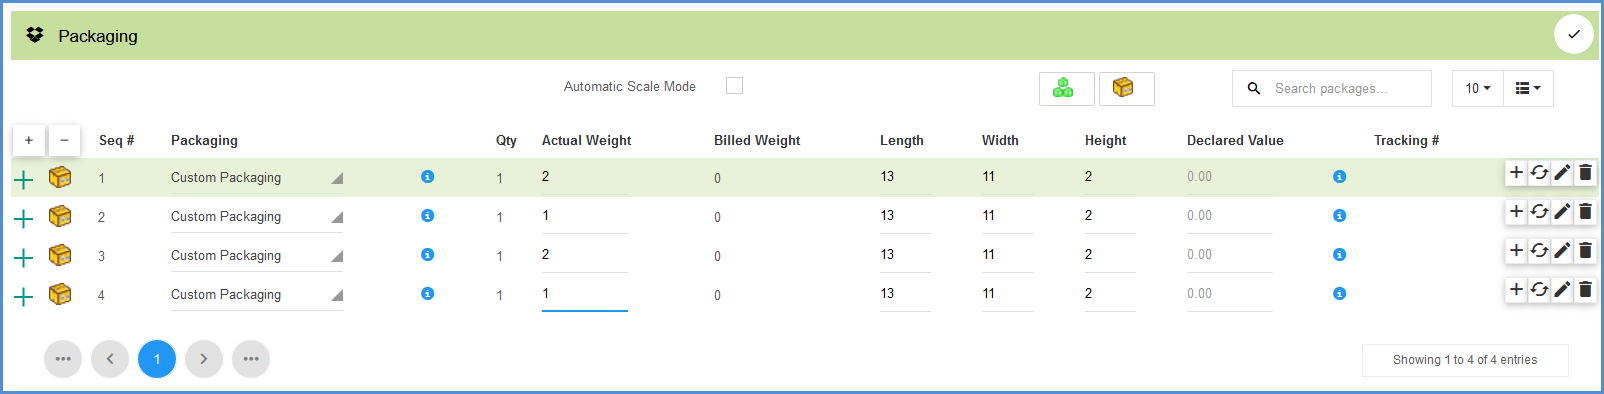 Packaging
Automatic Scale Mode
Search packages...
10
+ − Seq # Packaging Qty Actual Weight Billed Weight Length Width Height Declared Value Tracking #
1 Custom Packaging 1 2 0 13 11 2 0.00
2 Custom Packaging 1 1 0 13 11 2 0.00
3 Custom Packaging 1 2 0 13 11 2 0.00
4 Custom Packaging 1 1 0 13 11 2 0.00
1
Showing 1 to 4 of 4 entries